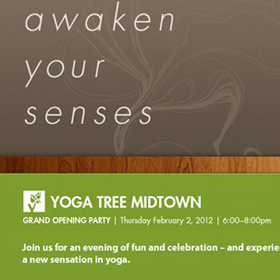 awaken
your
senses
YOGA TREE MIDTOWN
GRAND OPENING PARTY | Thursday February 2, 2012 | 6:00–8:00pm
Join us for an evening of fun and celebration – and experie
a new sensation in yoga.